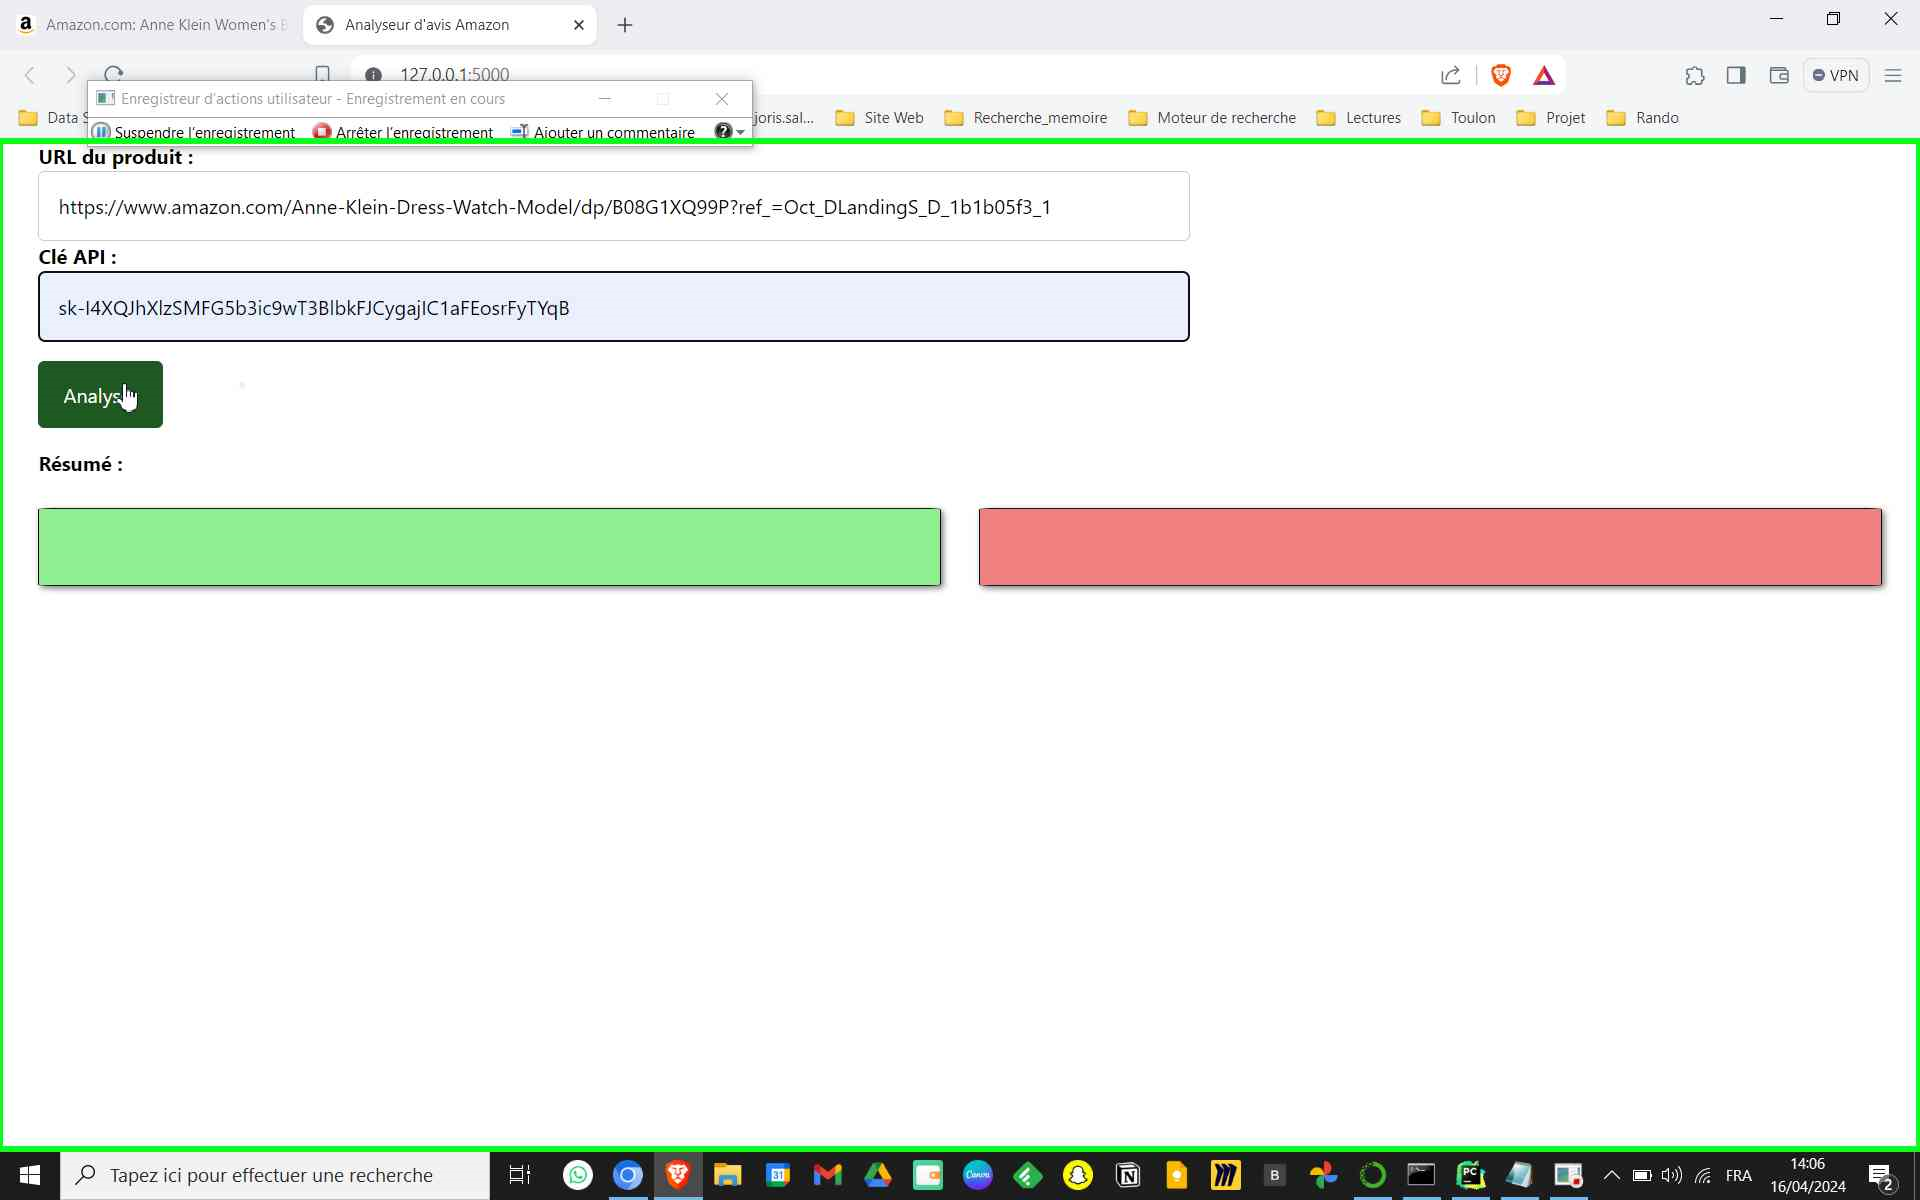 Amazon.com: Anne Klein Women's B
Analyseur d'avis Amazon
127.0.0.1:5000
VPN
Enregistreur d'actions utilisateur - Enregistrement en cours
Data S
Suspendre l'enregistrement
Arrêter l'enregistrement
Ajouter un commentaire
joris.sal...
Site Web
Recherche_memoire
Moteur de recherche
Lectures
Toulon
Projet
Rando
URL du produit :
https://www.amazon.com/Anne-Klein-Dress-Watch-Model/dp/B08G1XQ99P?ref_=Oct_DLandingS_D_1b1b05f3_1
Clé API :
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
Analys
Résumé :
Tapez ici pour effectuer une recherche
FRA
14:06
16/04/2024
2